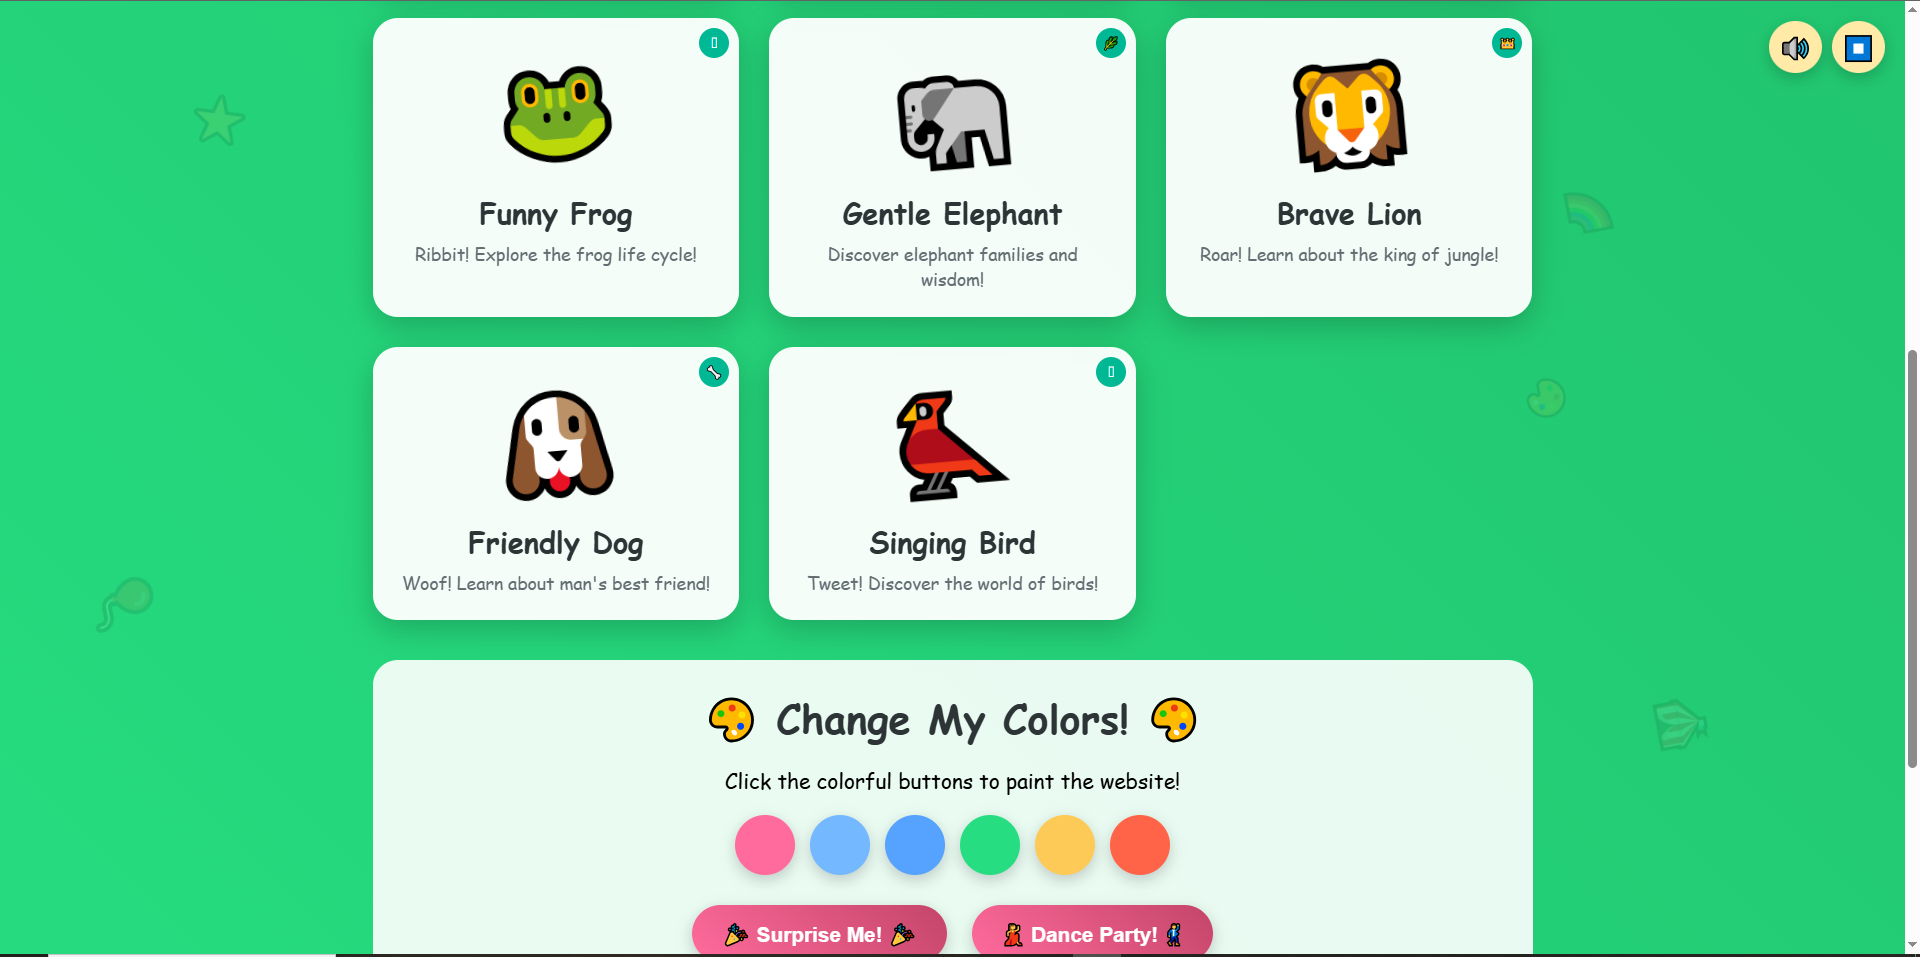 Funny Frog
Ribbit! Explore the frog life cycle!
Gentle Elephant
Discover elephant families and
wisdom!
Brave Lion
Roar! Learn about the king of jungle!
Friendly Dog
Woof! Learn about man's best friend!
Singing Bird
Tweet! Discover the world of birds!
Change My Colors!
Click the colorful buttons to paint the website!
Surprise Me!
Dance Party!